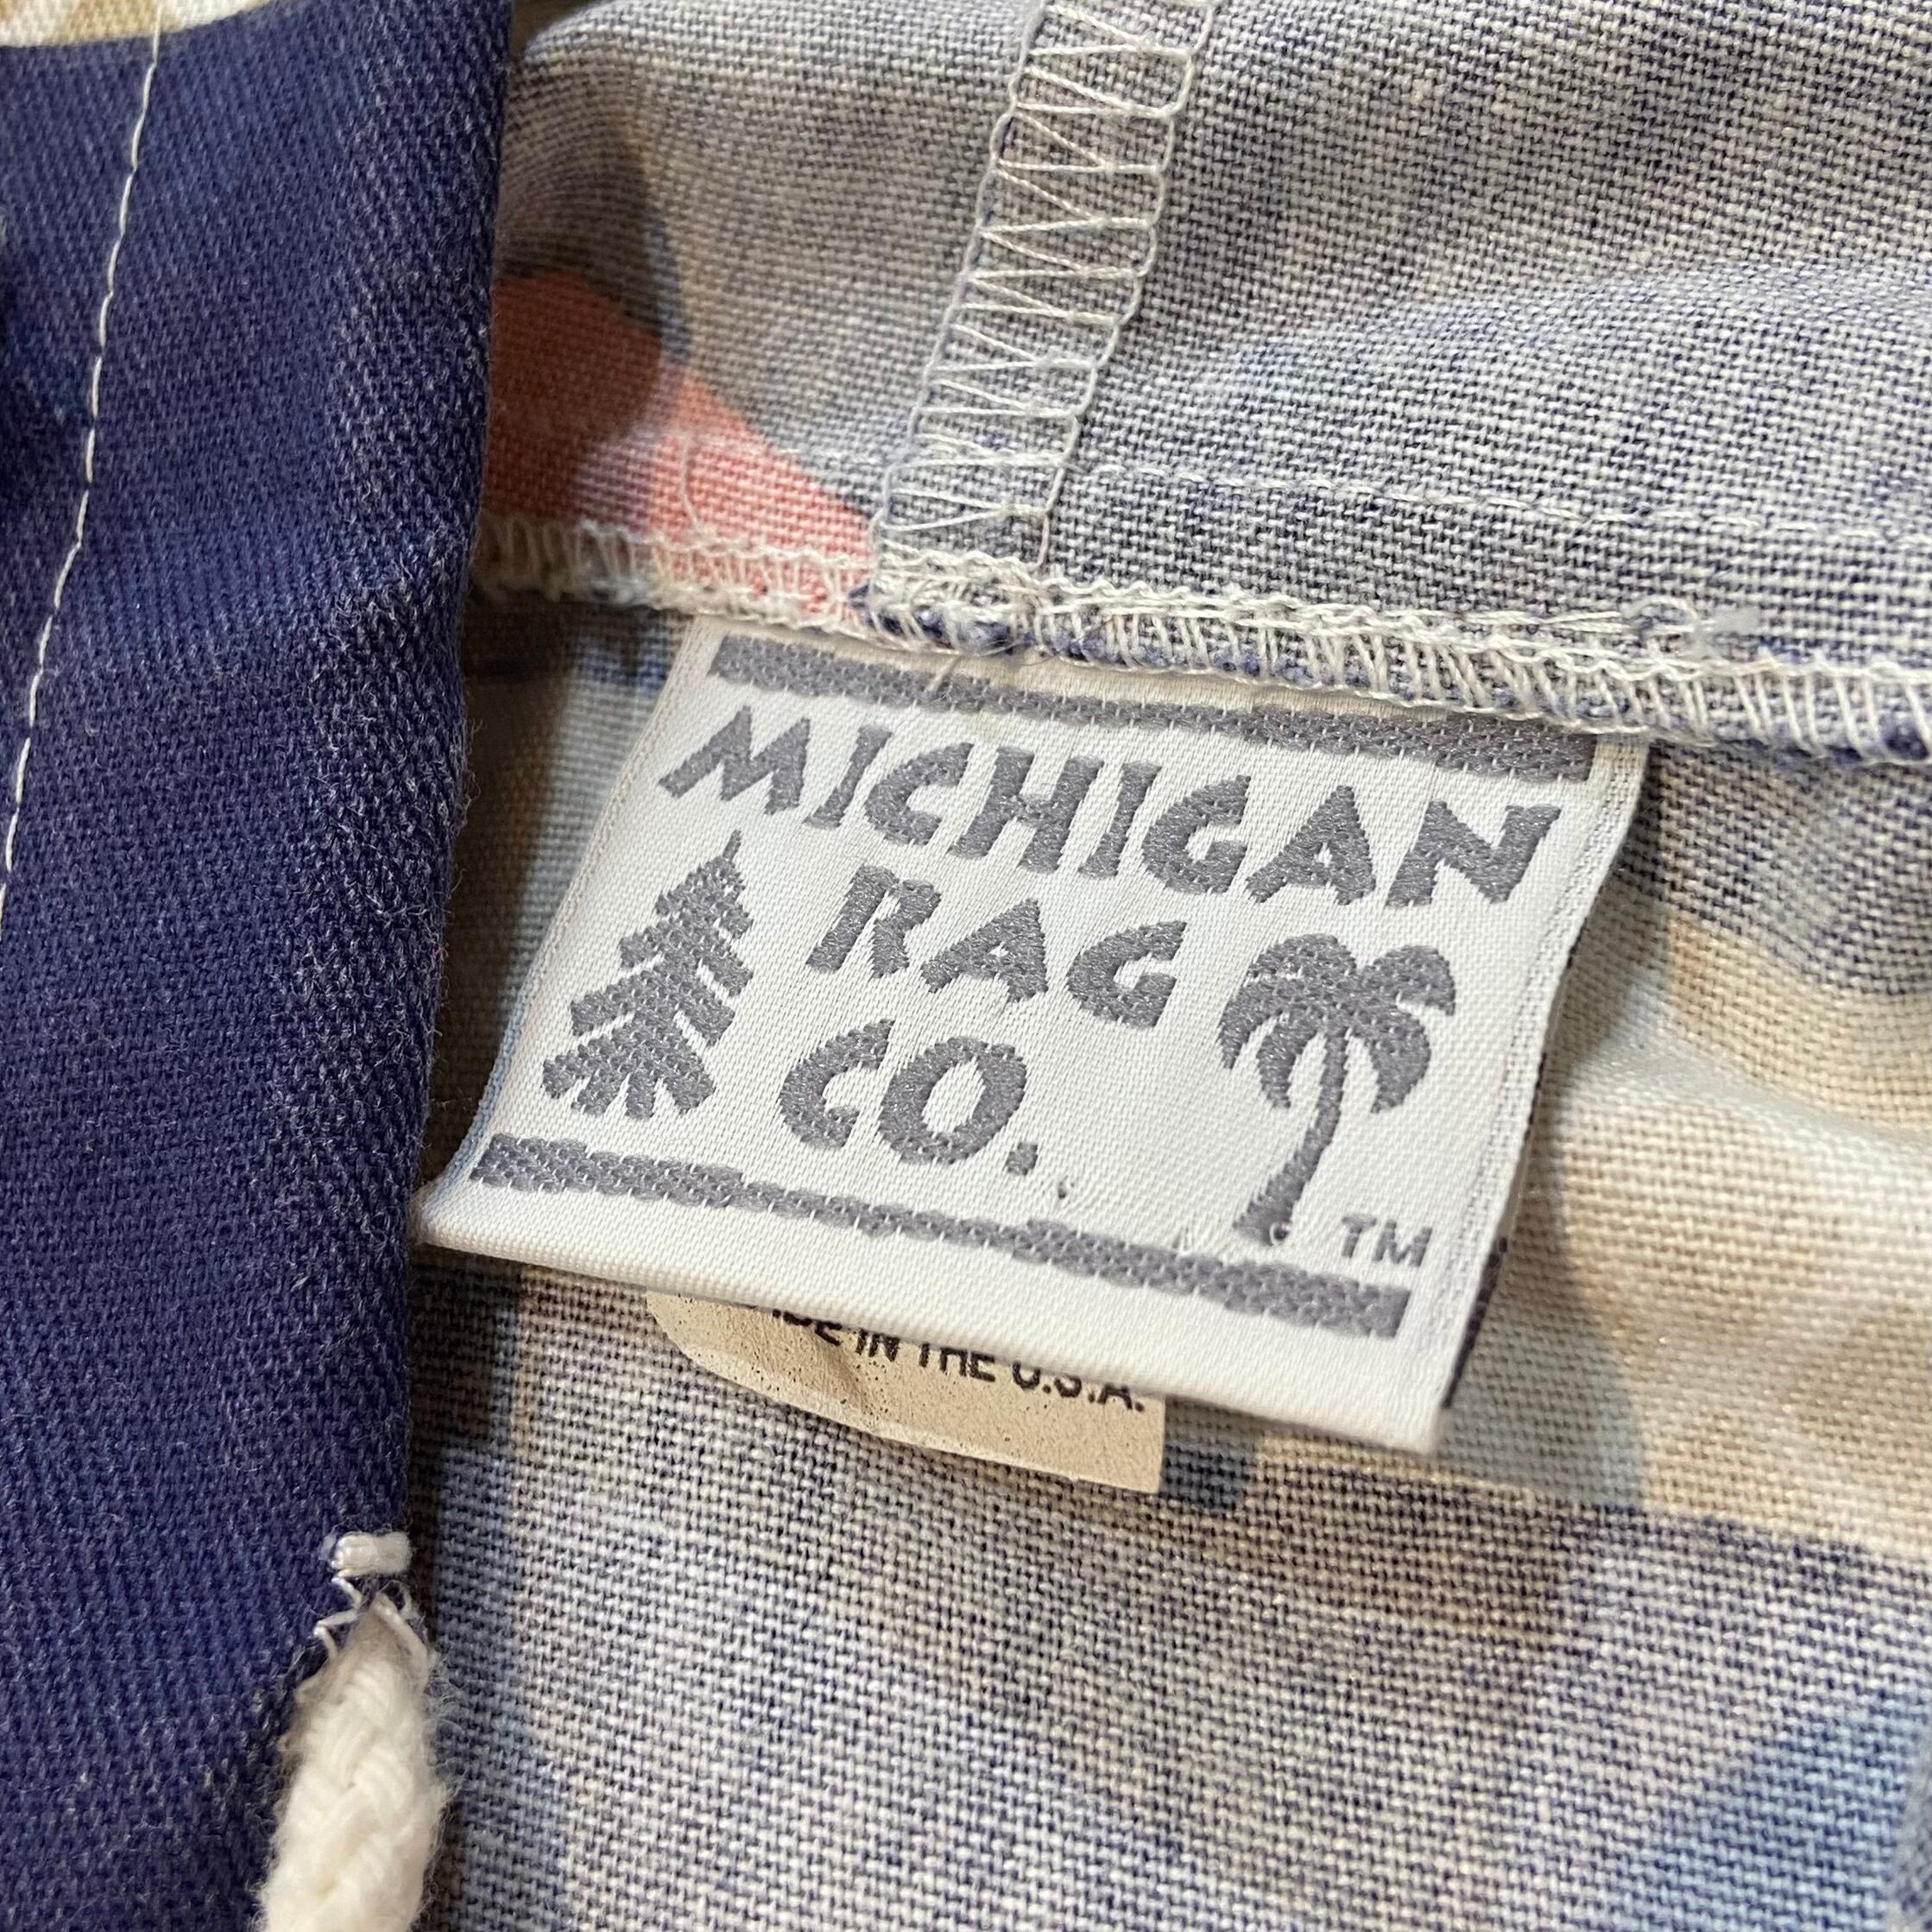 MICHIGAN
RAG
CO.
TM
IN THE U.S.A.